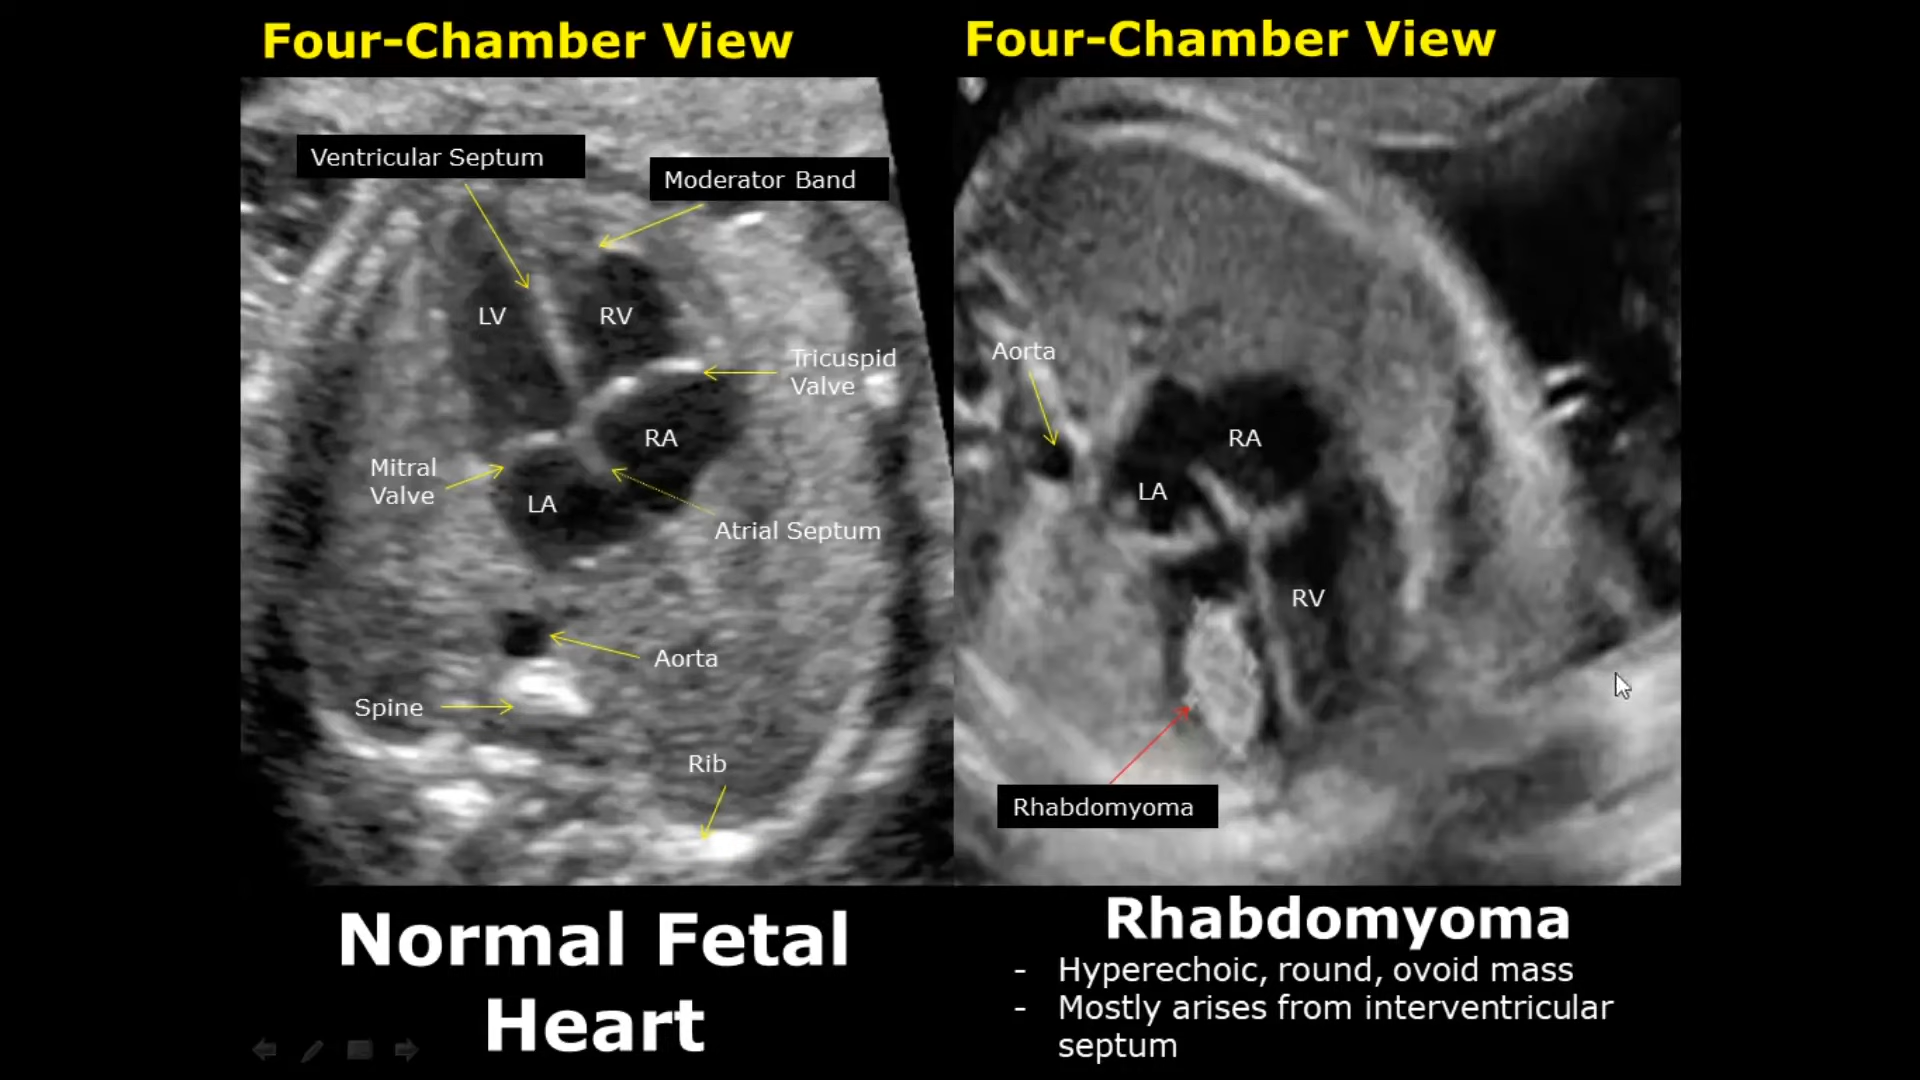 Four-Chamber View
Ventricular Septum
Moderator Band
LV
RV
Tricuspid
Valve
RA
Mitral
Valve
LA
Atrial Septum
Aorta
Spine
Rib
Normal Fetal
Heart
Four-Chamber View
Aorta
RA
LA
RV
Rhabdomyoma
Rhabdomyoma
- Hyperechoic, round, ovoid mass
- Mostly arises from interventricular
septum